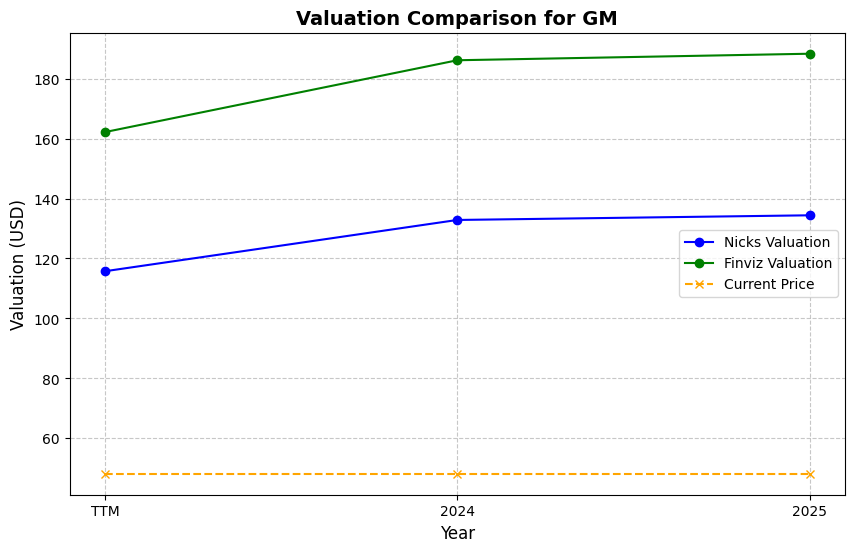 Valuation Comparison for GM
Valuation (USD)
180
160
140
120
100
80
60
Nicks Valuation
Finviz Valuation
Current Price
TTM
2024
2025
Year